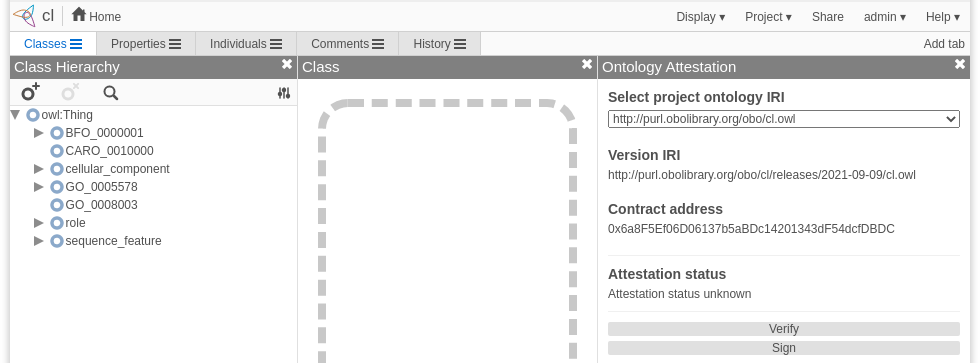 cl Home Display ▾ Project ▾ Share admin ▾ Help ▾
Classes Properties Individuals Comments History Add tab
Class Hierarchy
owl:Thing
BFO_0000001
CARO_0010000
cellular_component
GO_0005578
GO_0008003
role
sequence_feature
Class
Ontology Attestation
Select project ontology IRI
http://purl.obolibrary.org/obo/cl.owl
Version IRI
http://purl.obolibrary.org/obo/cl/releases/2021-09-09/cl.owl
Contract address
0x6a8F5Ef06D06137b5aBDc14201343dF54dcfDBDC
Attestation status
Attestation status unknown
Verify
Sign